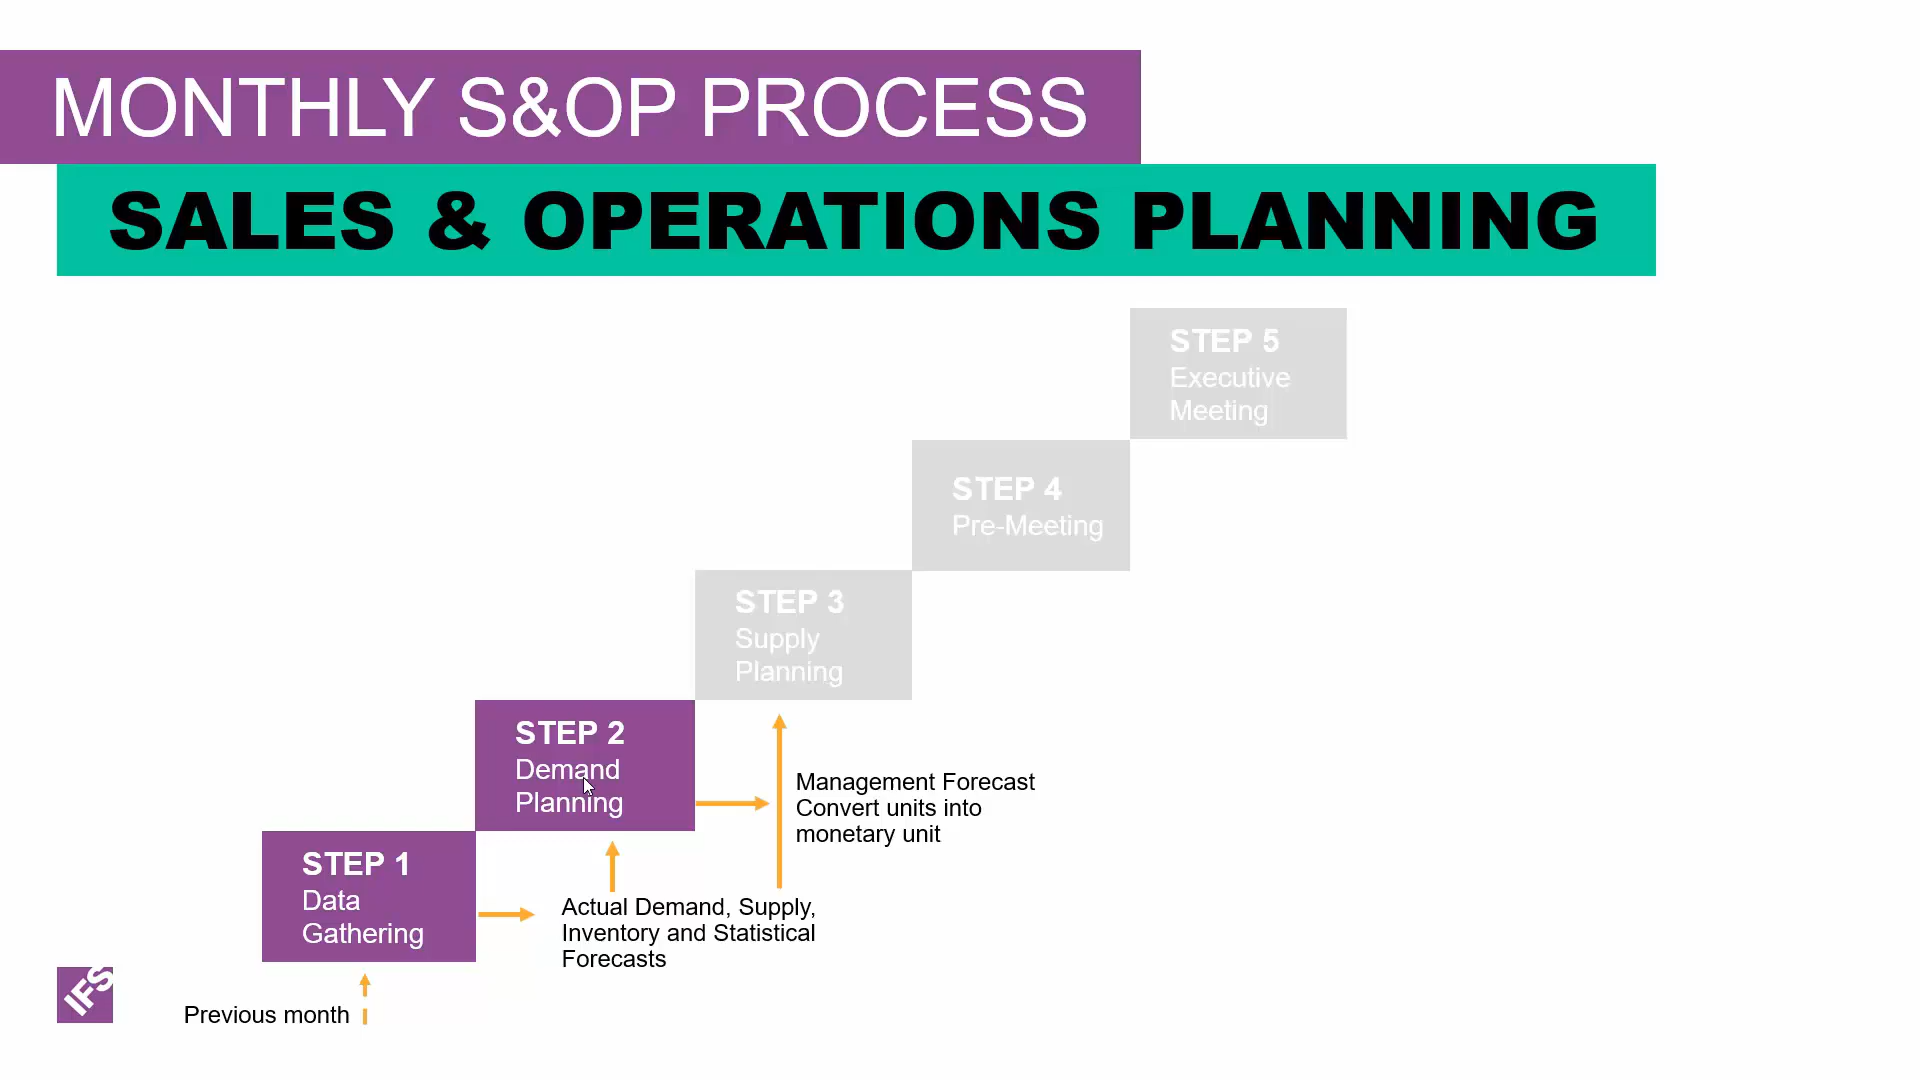 MONTHLY S&OP PROCESS
SALES & OPERATIONS PLANNING
STEP 5
Executive
Meeting
STEP 4
Pre-Meeting
STEP 3
Supply
Planning
STEP 2
Demand
Planning
Management Forecast
Convert units into
monetary unit
STEP 1
Data
Gathering
Actual Demand, Supply,
Inventory and Statistical
Forecasts
IFS
Previous month